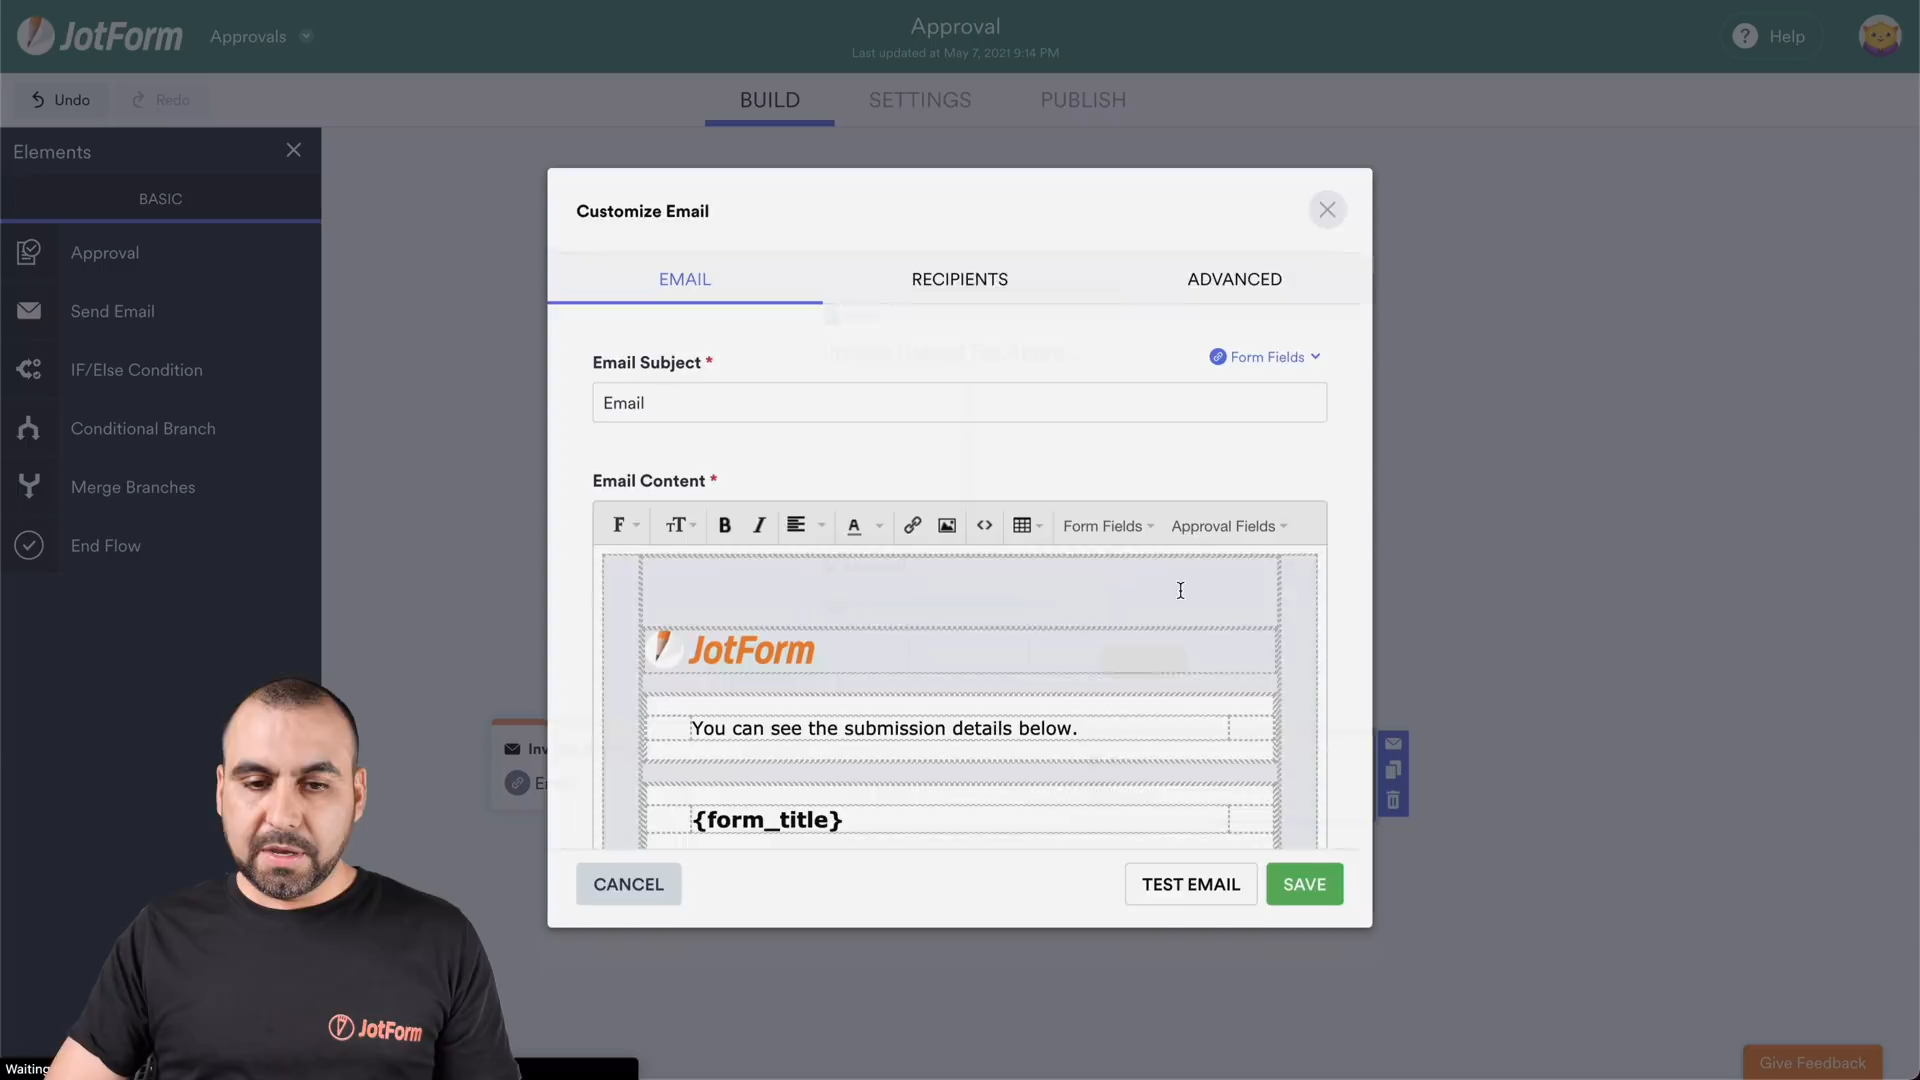 JotForm
Approvals
Approval
Last updated at May 7, 2021 9:14 PM
Help
Undo
Redo
BUILD
SETTINGS
PUBLISH
Elements
BASIC
Approval
Send Email
IF/Else Condition
Conditional Branch
Merge Branches
End Flow
Customize Email
EMAIL
RECIPIENTS
ADVANCED
Email Subject *
Form Fields
Email
Email Content *
F
TT
B
I
A
Form Fields
Approval Fields
JotForm
You can see the submission details below.
{form_title}
CANCEL
TEST EMAIL
SAVE
JotForm
Waiting
Give Feedback